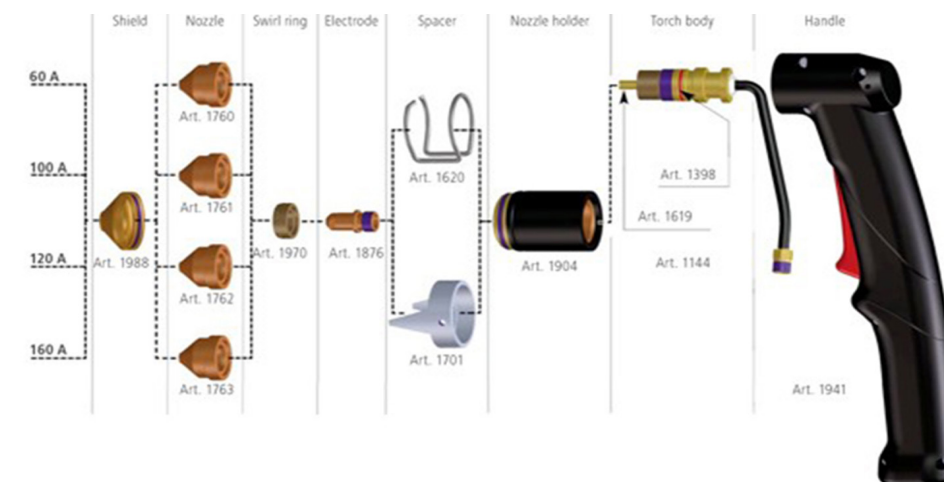 Shield Nozzle Swirl ring Electrode Spacer Nozzle holder Torch body Handle
60 A
Art. 1760
100 A
Art. 1620
Art. 1398
Art. 1761
Art. 1619
Art. 1988
Art. 1970
Art. 1876
Art. 1904
Art. 1144
120 A
Art. 1762
160 A
Art. 1701
Art. 1763
Art. 1941